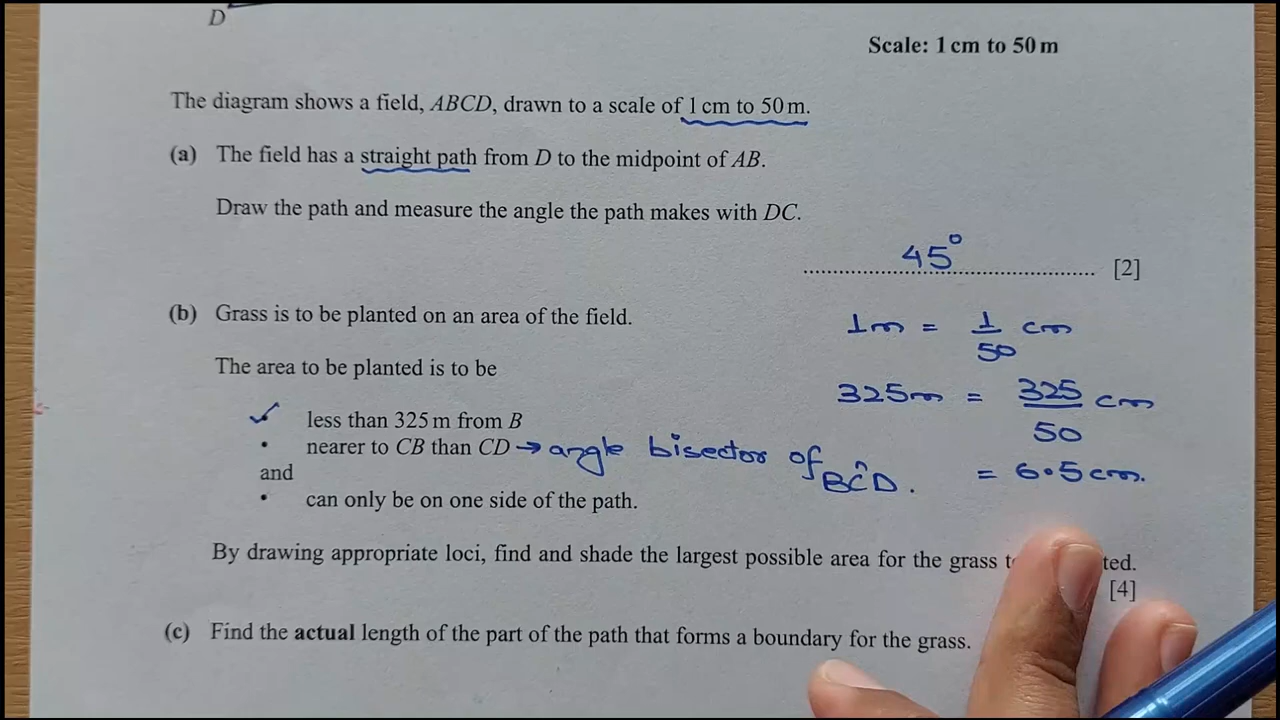 D
Scale: 1 cm to 50 m
The diagram shows a field, ABCD, drawn to a scale of 1 cm to 50 m.
(a) The field has a straight path from D to the midpoint of AB.
Draw the path and measure the angle the path makes with DC.
45°
.......................................... [2]
(b) Grass is to be planted on an area of the field.
1m = 1/50 cm
The area to be planted is to be
325m = 325/50 cm
✓ less than 325 m from B
• nearer to CB than CD → angle bisector of BĈD.
and
= 6.5cm.
• can only be on one side of the path.
By drawing appropriate loci, find and shade the largest possible area for the grass ted.
[4]
(c) Find the actual length of the part of the path that forms a boundary for the grass.